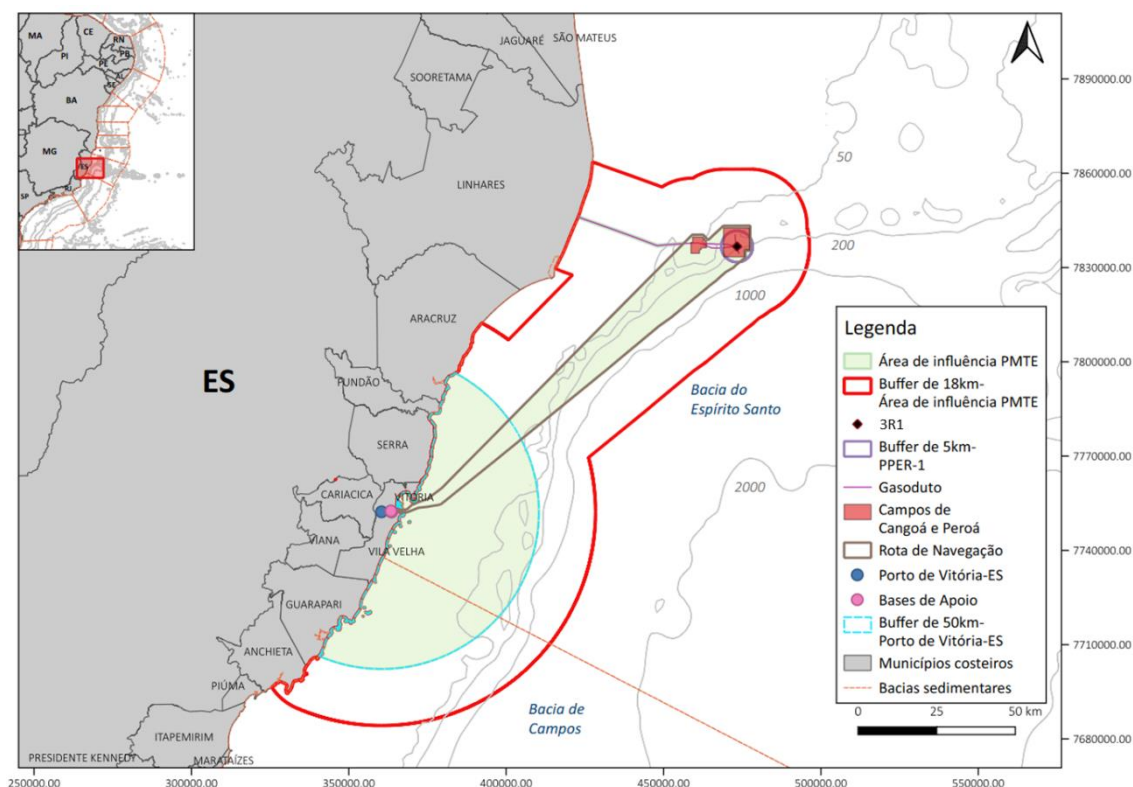 MA
CE
RN
PI
PB
PE
AL
SE
BA
MG
ES
SP
RJ
JAGUARÉ
SÃO MATEUS
SOORETAMA
LINHARES
ARACRUZ
FUNDÃO
ES
SERRA
CARIACICA
VITÓRIA
VIANA
VILA VELHA
GUARAPARI
ANCHIETA
PIÚMA
ITAPEMIRIM
PRESIDENTE KENNEDY
MARATAÍZES
50
200
1000
2000
Bacia do
Espírito Santo
Bacia de
Campos
Legenda
Área de influência PMTE
Buffer de 18km-
Área de influência PMTE
3R1
Buffer de 5km-
PPER-1
Gasoduto
Campos de
Cangoá e Peroá
Rota de Navegação
Porto de Vitória-ES
Bases de Apoio
Buffer de 50km-
Porto de Vitória-ES
Municípios costeiros
Bacias sedimentares
0 25 50 km
7890000.00
7860000.00
7830000.00
7800000.00
7770000.00
7740000.00
7710000.00
7680000.00
250000.00 300000.00 350000.00 400000.00 450000.00 500000.00 550000.00